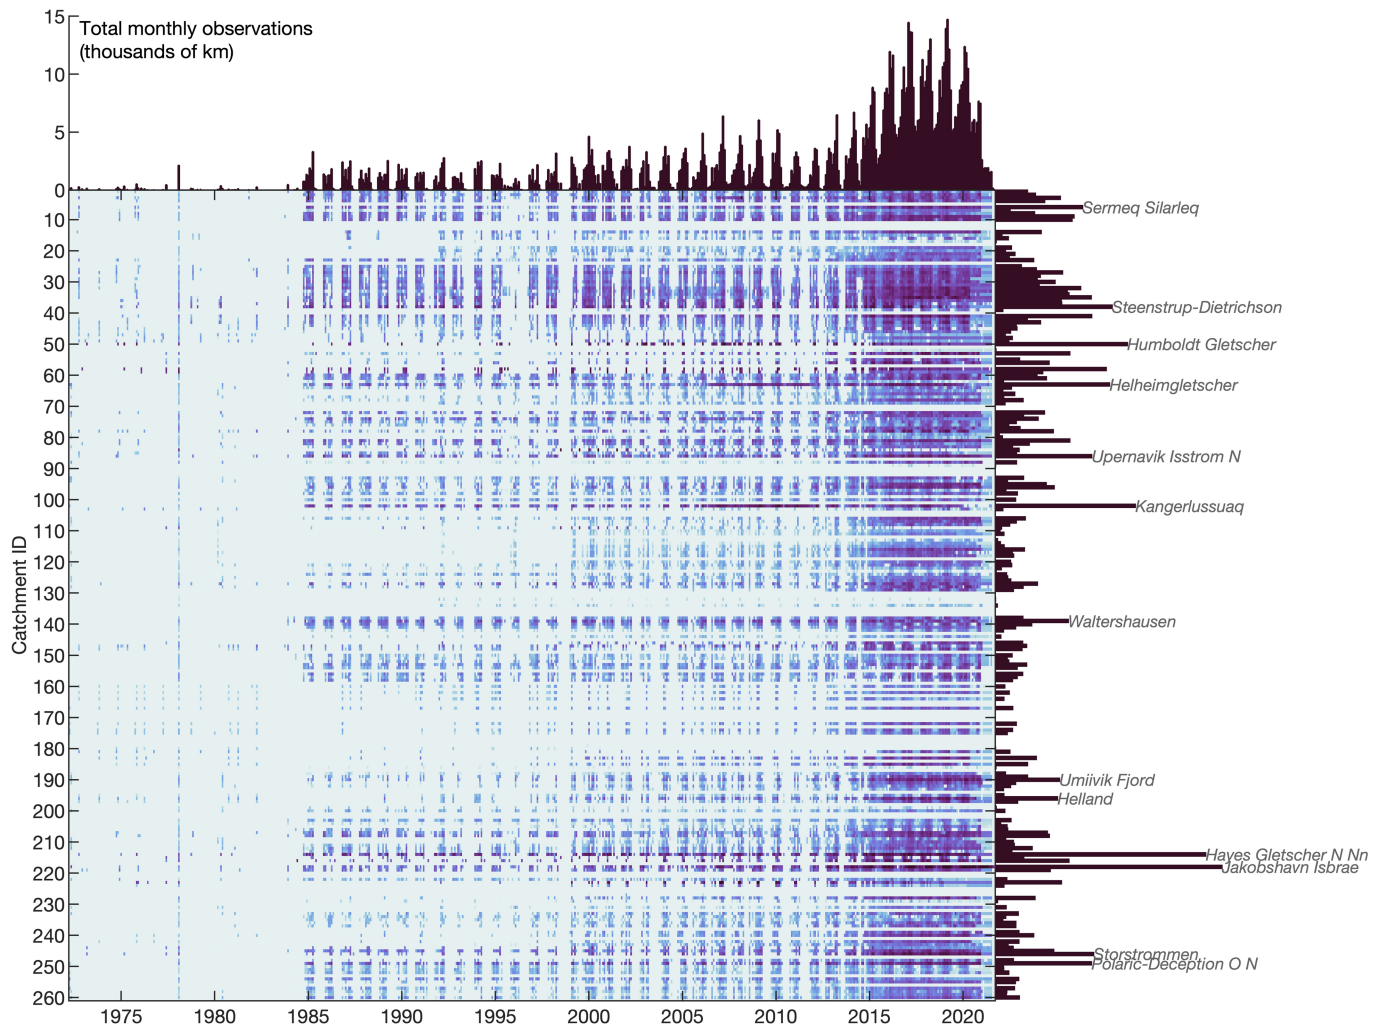 15
Total monthly observations
(thousands of km)
10
5
0
10
Sermeq Silarleq
20
30
40
Steenstrup-Dietrichson
50
Humboldt Gletscher
60
Helheimgletscher
70
80
90
Upernavik Isstrom N
100
Kangerlussuaq
110
120
130
140
Waltershausen
150
160
170
180
190
Umiivik Fjord
200
Helland
210
Hayes Gletscher N Nn
220
Jakobshavn Isbrae
230
240
250
Storstrommen
Polaric-Deception O N
260
Catchment ID
1975 1980 1985 1990 1995 2000 2005 2010 2015 2020